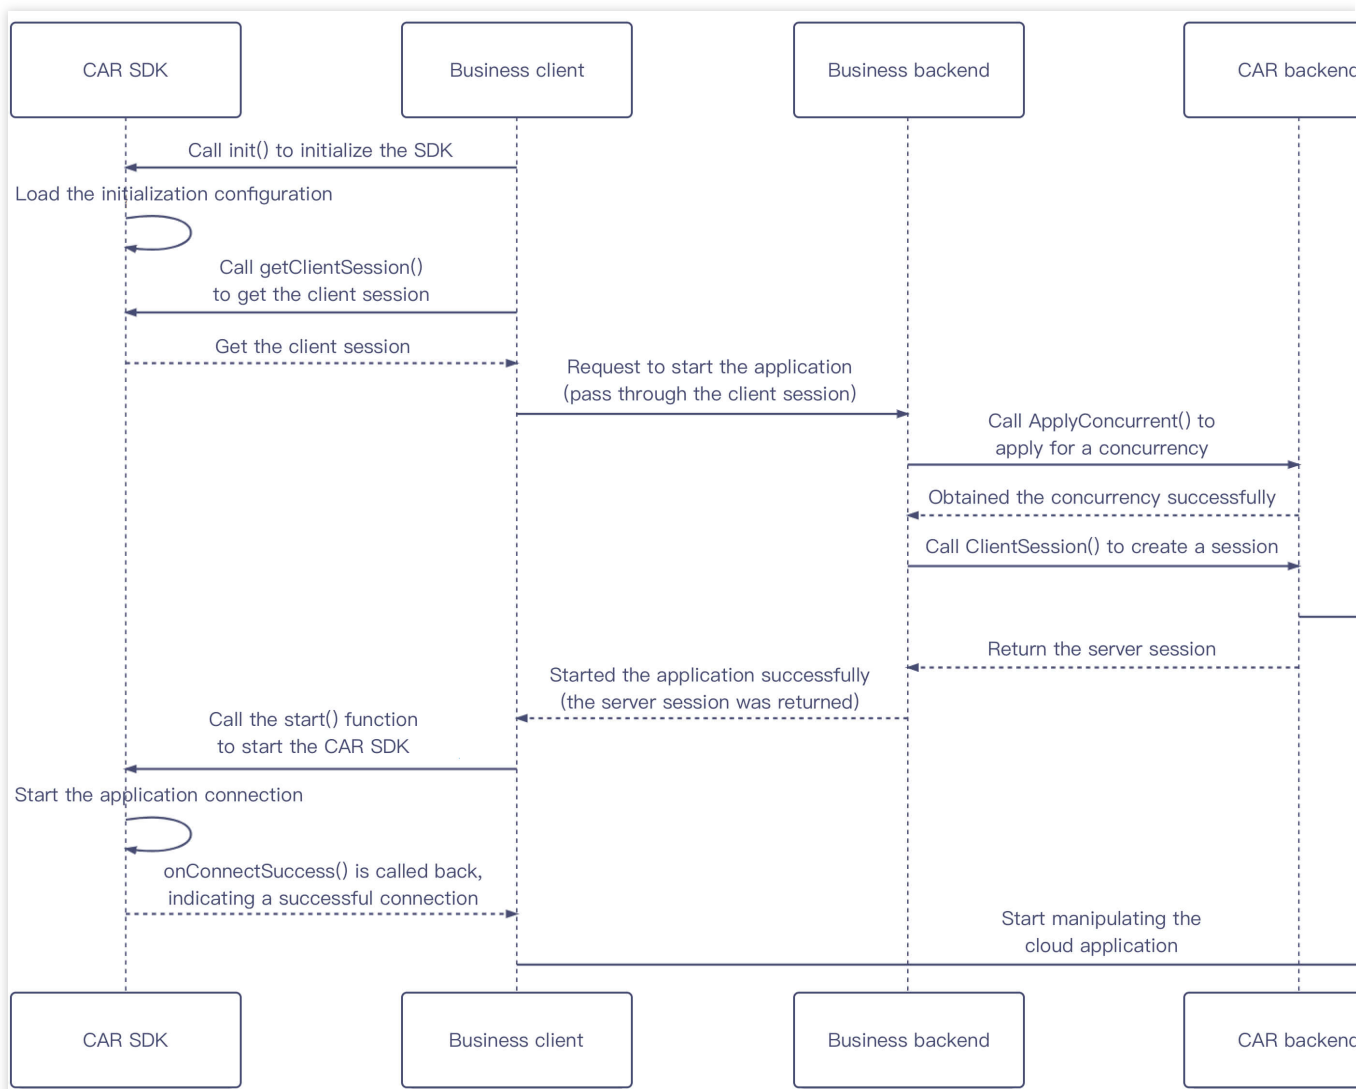 CAR SDK
Business client
Business backend
CAR backend
Call init() to initialize the SDK
Load the initialization configuration
Call getClientSession()
to get the client session
Get the client session
Request to start the application
(pass through the client session)
Call ApplyConcurrent() to
apply for a concurrency
Obtained the concurrency successfully
Call ClientSession() to create a session
Return the server session
Started the application successfully
(the server session was returned)
Call the start() function
to start the CAR SDK
Start the application connection
onConnectSuccess() is called back,
indicating a successful connection
Start manipulating the
cloud application
CAR SDK
Business client
Business backend
CAR backend